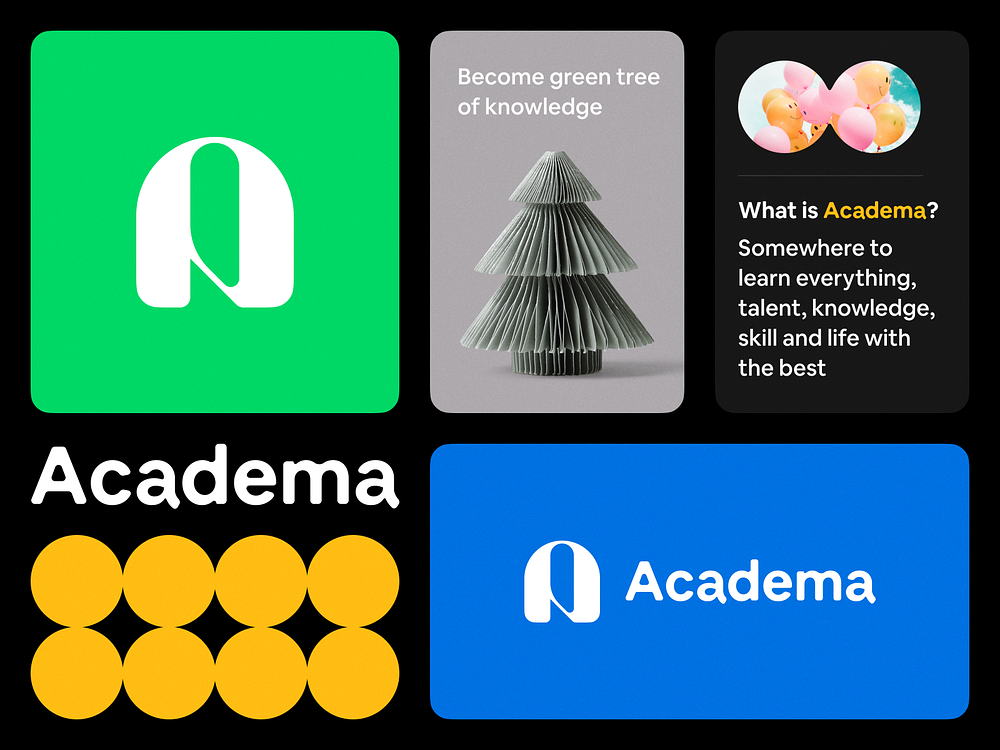 Become green tree
of knowledge
What is Academa?
Somewhere to
learn everything,
talent, knowledge,
skill and life with
the best
Academa
Academa